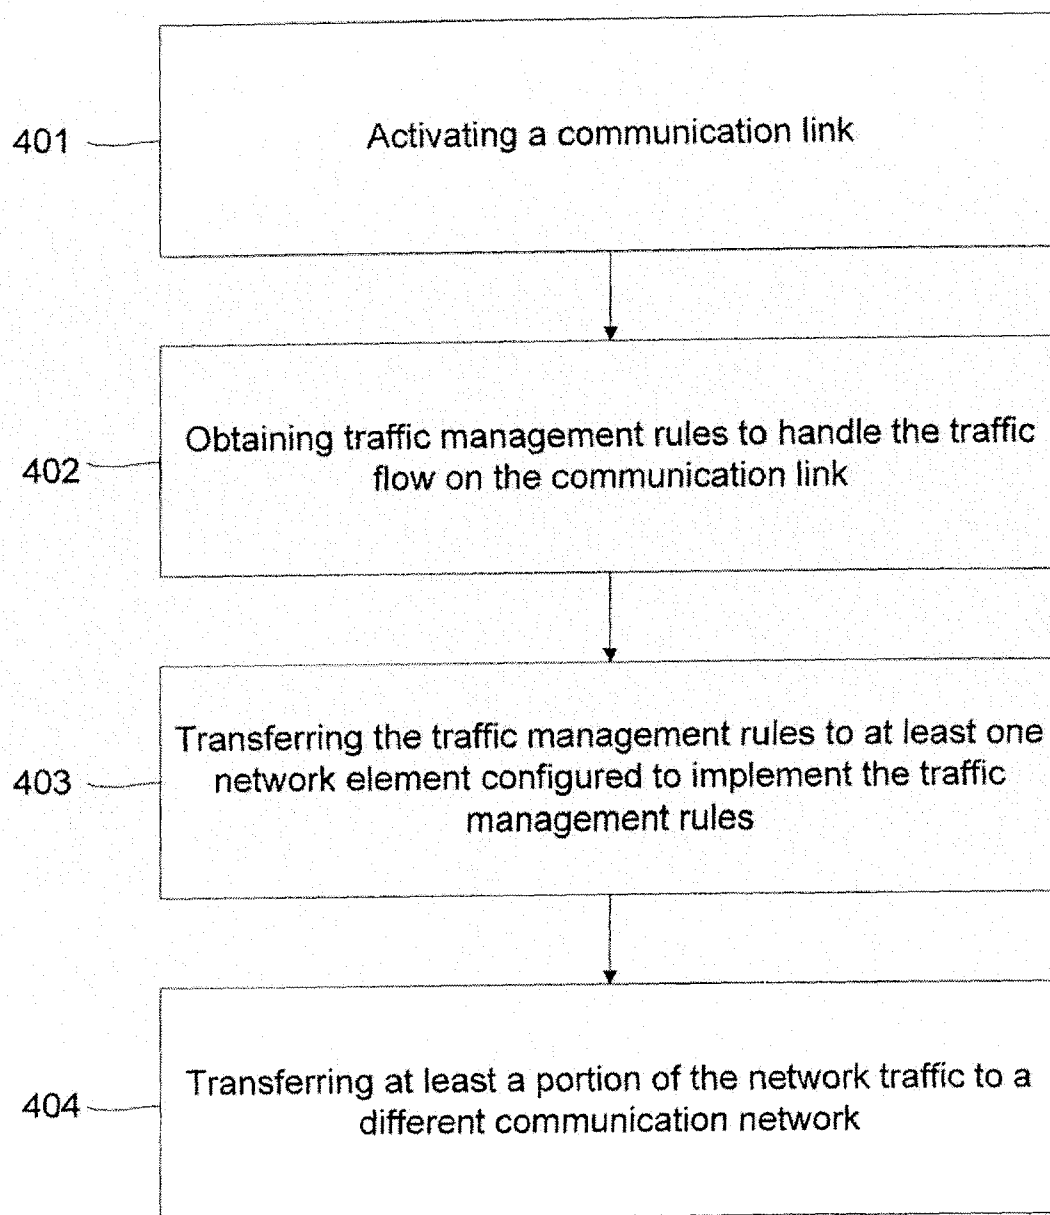 401
Activating a communication link
402
Obtaining traffic management rules to handle the traffic
flow on the communication link
403
Transferring the traffic management rules to at least one
network element configured to implement the traffic
management rules
404
Transferring at least a portion of the network traffic to a
different communication network